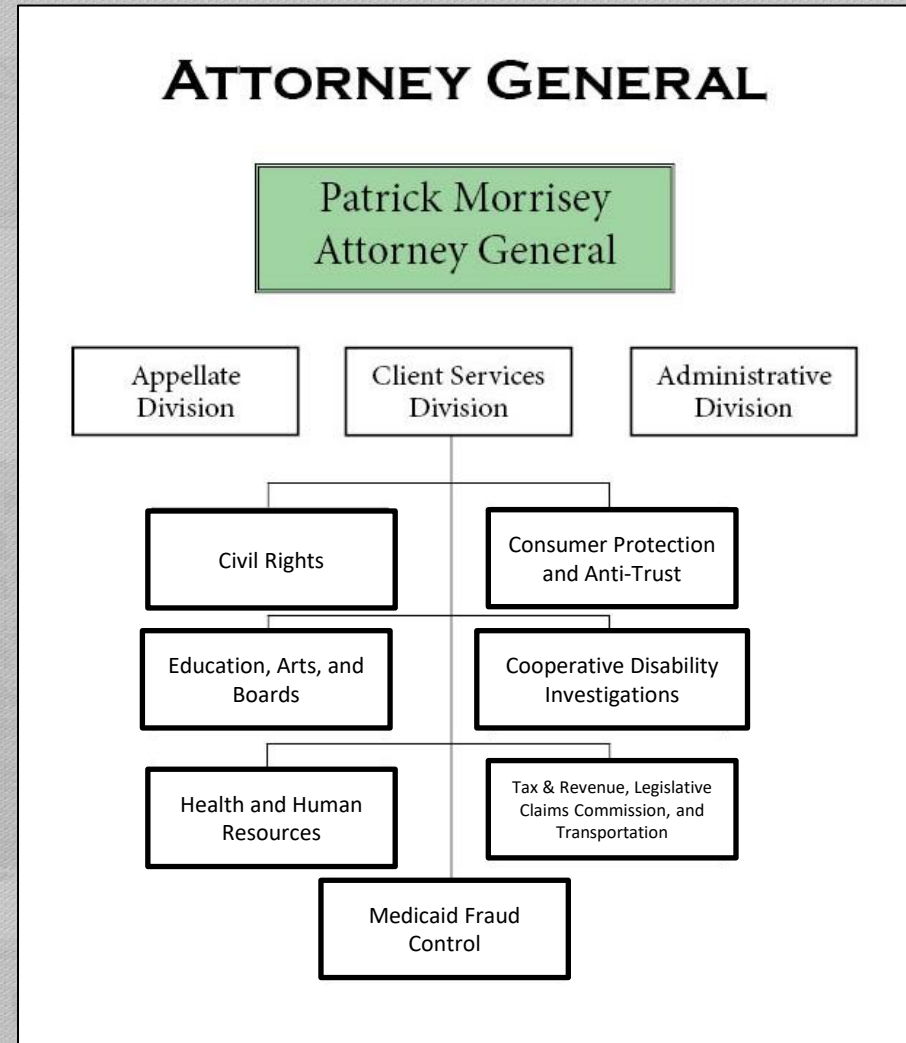 ATTORNEY GENERAL
Patrick Morrisey
Attorney General
Appellate
Division
Client Services
Division
Administrative
Division
Civil Rights
Consumer Protection
and Anti-Trust
Education, Arts, and
Boards
Cooperative Disability
Investigations
Health and Human
Resources
Tax & Revenue, Legislative
Claims Commission, and
Transportation
Medicaid Fraud
Control